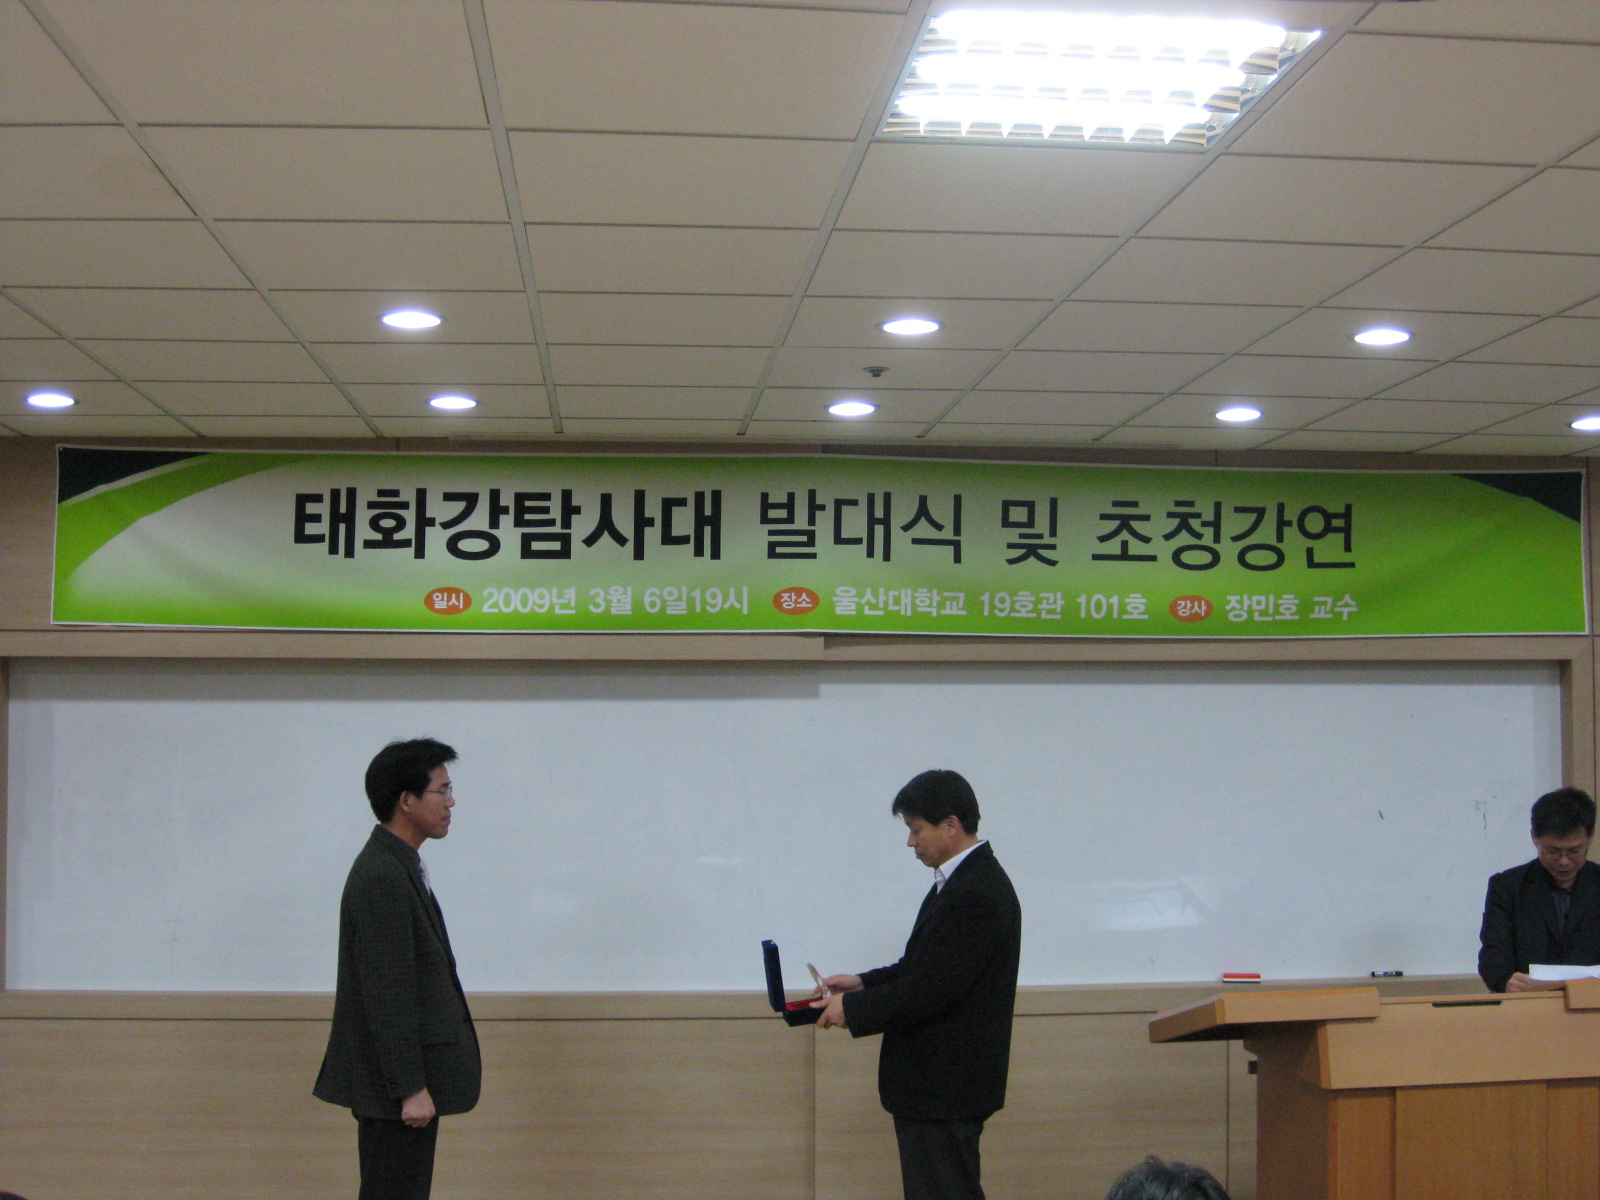 태화강탐사대 발대식 및 초청강연
일시 2009년 3월 6일19시 장소 울산대학교 19호관 101호 강사 장민호 교수